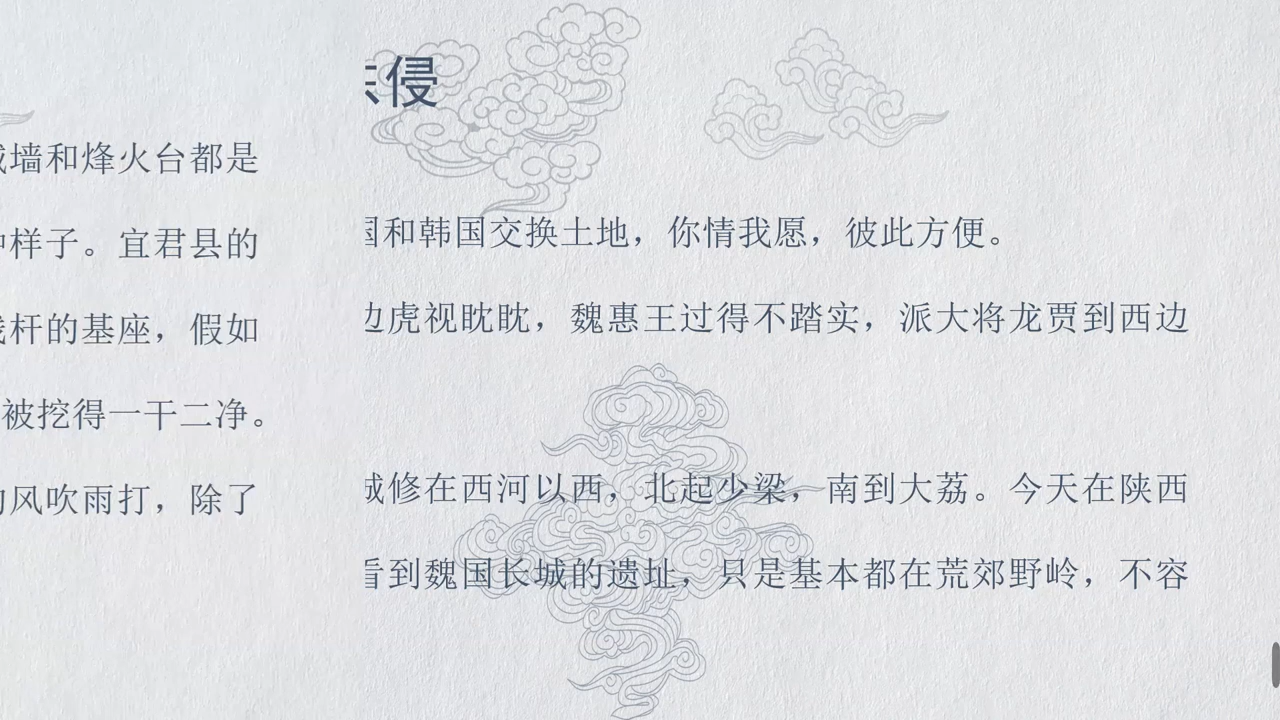 侵
墙和烽火台都是
样子。宜君县的
杆的基座，假如
被挖得一干二净。
风吹雨打，除了
国和韩国交换土地，你情我愿，彼此方便。
边虎视眈眈，魏惠王过得不踏实，派大将龙贾到西边
城修在西河以西，北起少梁，南到大荔。今天在陕西
看到魏国长城的遗址，只是基本都在荒郊野岭，不容